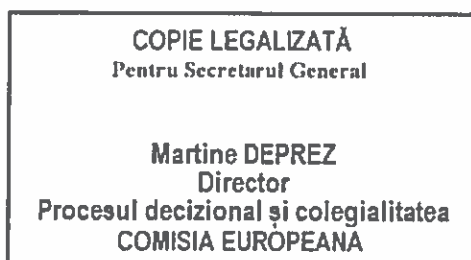 COPIE LEGALIZATĂ
Pentru Secretarul General
Martine DEPREZ
Director
Procesul decizional și colegialitatea
COMISIA EUROPEANA